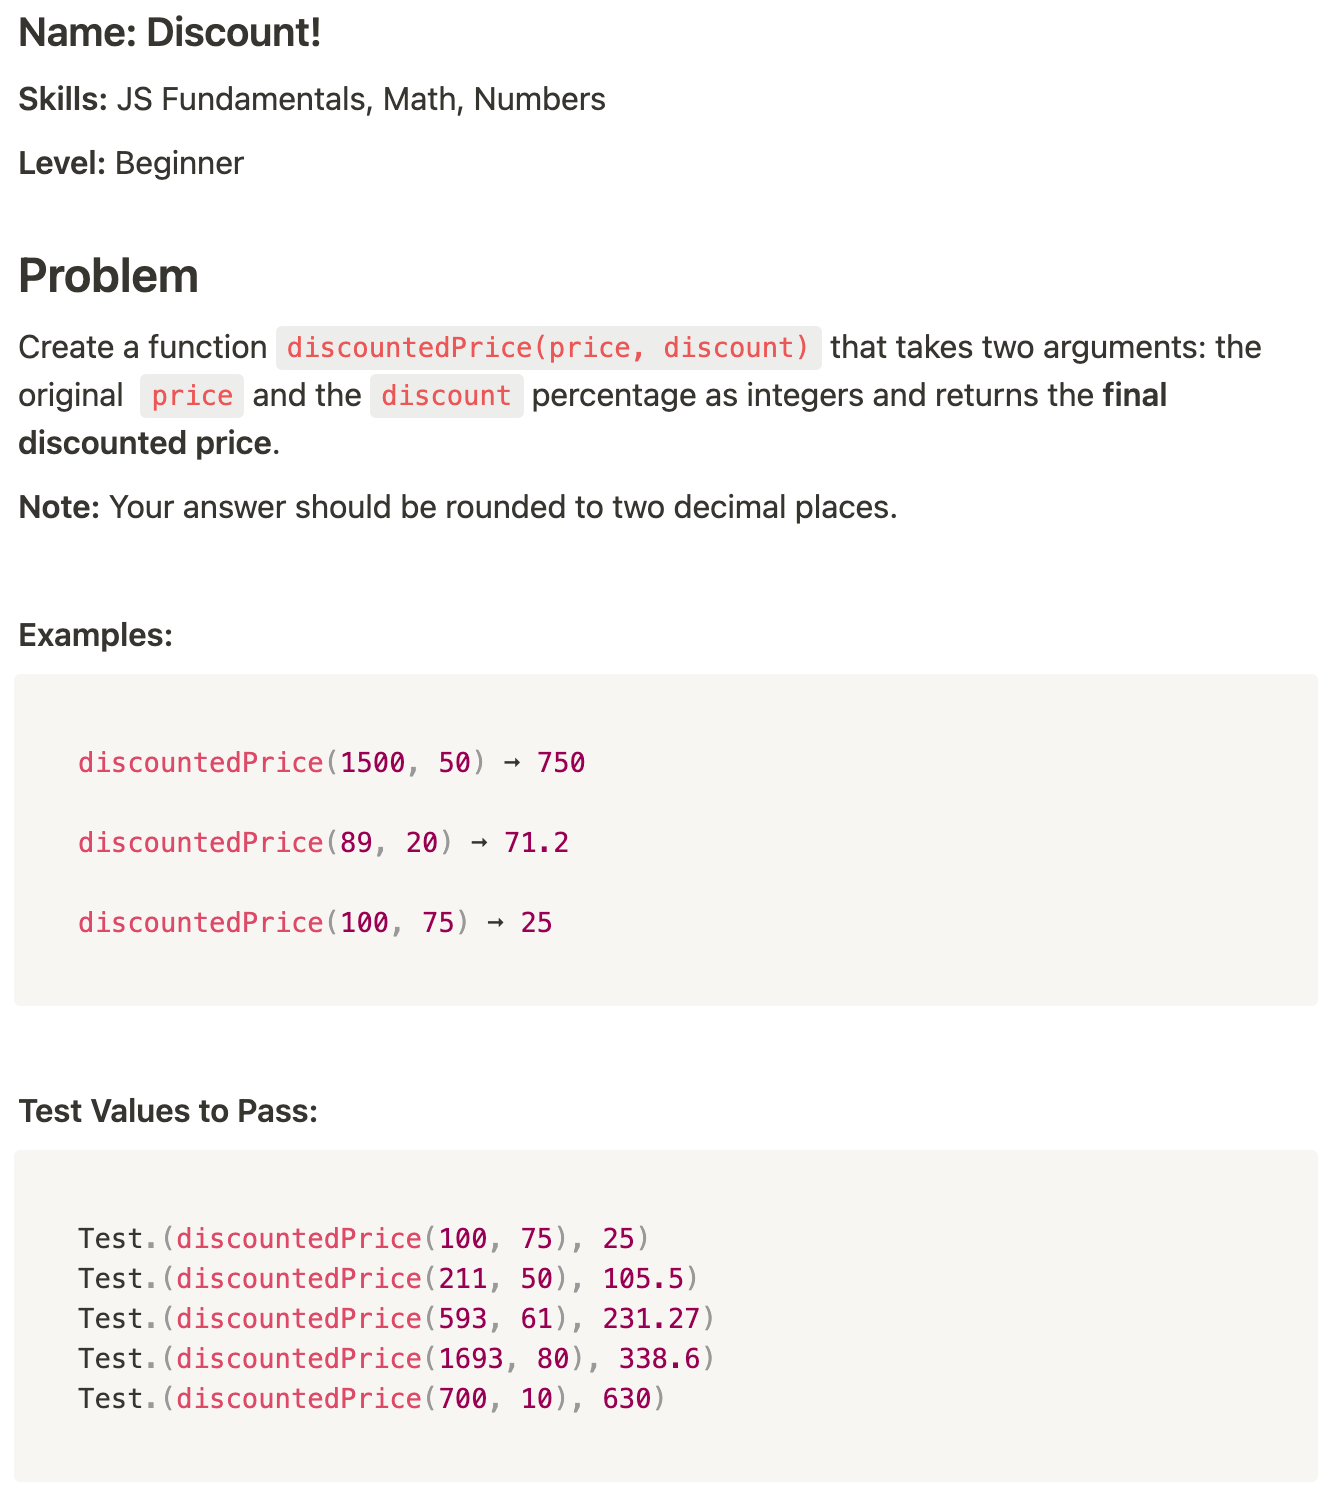 Name: Discount!
Skills: JS Fundamentals, Math, Numbers
Level: Beginner
Problem
Create a function discountedPrice(price, discount) that takes two arguments: the
original price and the discount percentage as integers and returns the final
discounted price.
Note: Your answer should be rounded to two decimal places.
Examples:
discountedPrice(1500, 50) → 750
discountedPrice(89, 20) → 71.2
discountedPrice(100, 75) → 25
Test Values to Pass:
Test.(discountedPrice(100, 75), 25)
Test.(discountedPrice(211, 50), 105.5)
Test.(discountedPrice(593, 61), 231.27)
Test.(discountedPrice(1693, 80), 338.6)
Test.(discountedPrice(700, 10), 630)